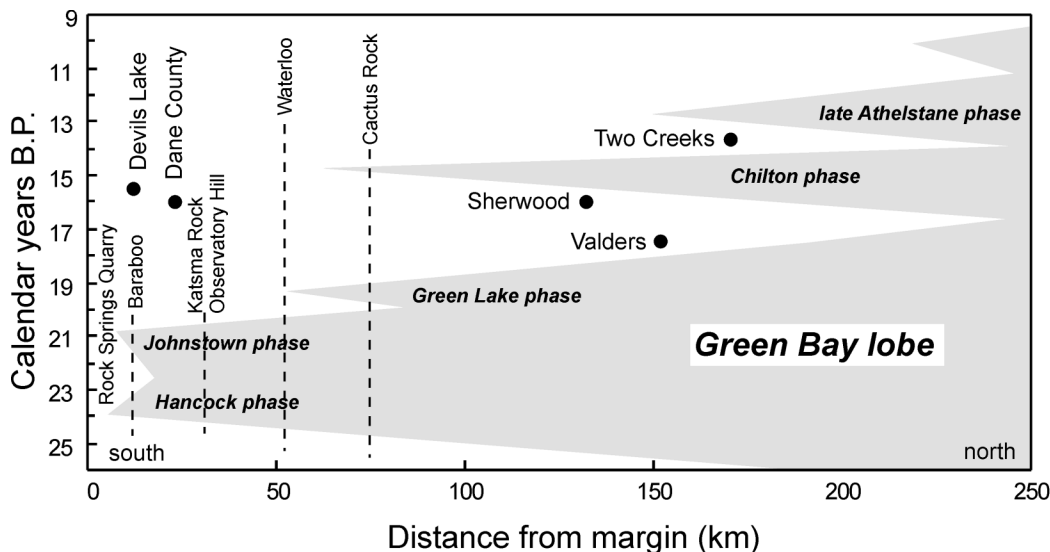 Calendar years B.P.
9
11
13
15
17
19
21
23
25
Devils Lake
Dane County
Waterloo
Cactus Rock
Rock Springs Quarry
Baraboo
Katsma Rock
Observatory Hill
late Athelstane phase
Two Creeks
Chilton phase
Sherwood
Valders
Green Lake phase
Johnstown phase
Green Bay lobe
Hancock phase
south
north
0
50
100
150
200
250
Distance from margin (km)